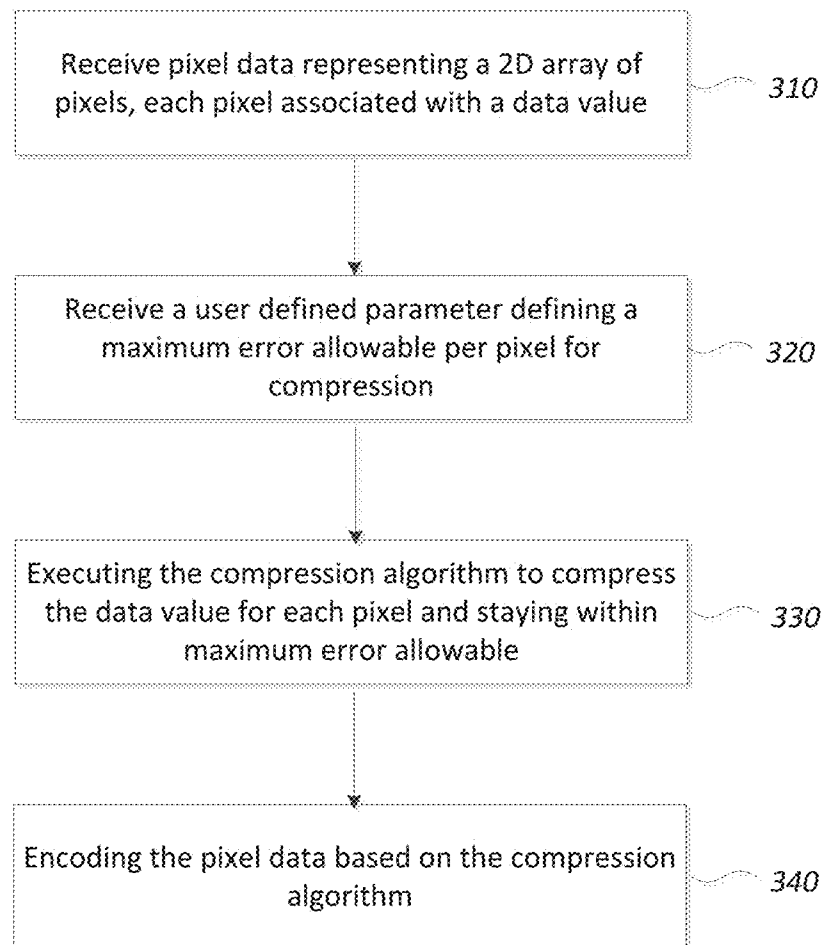 Receive pixel data representing a 2D array of
pixels, each pixel associated with a data value
310
Receive a user defined parameter defining a
maximum error allowable per pixel for
compression
320
Executing the compression algorithm to compress
the data value for each pixel and staying within
maximum error allowable
330
Encoding the pixel data based on the compression
algorithm
340